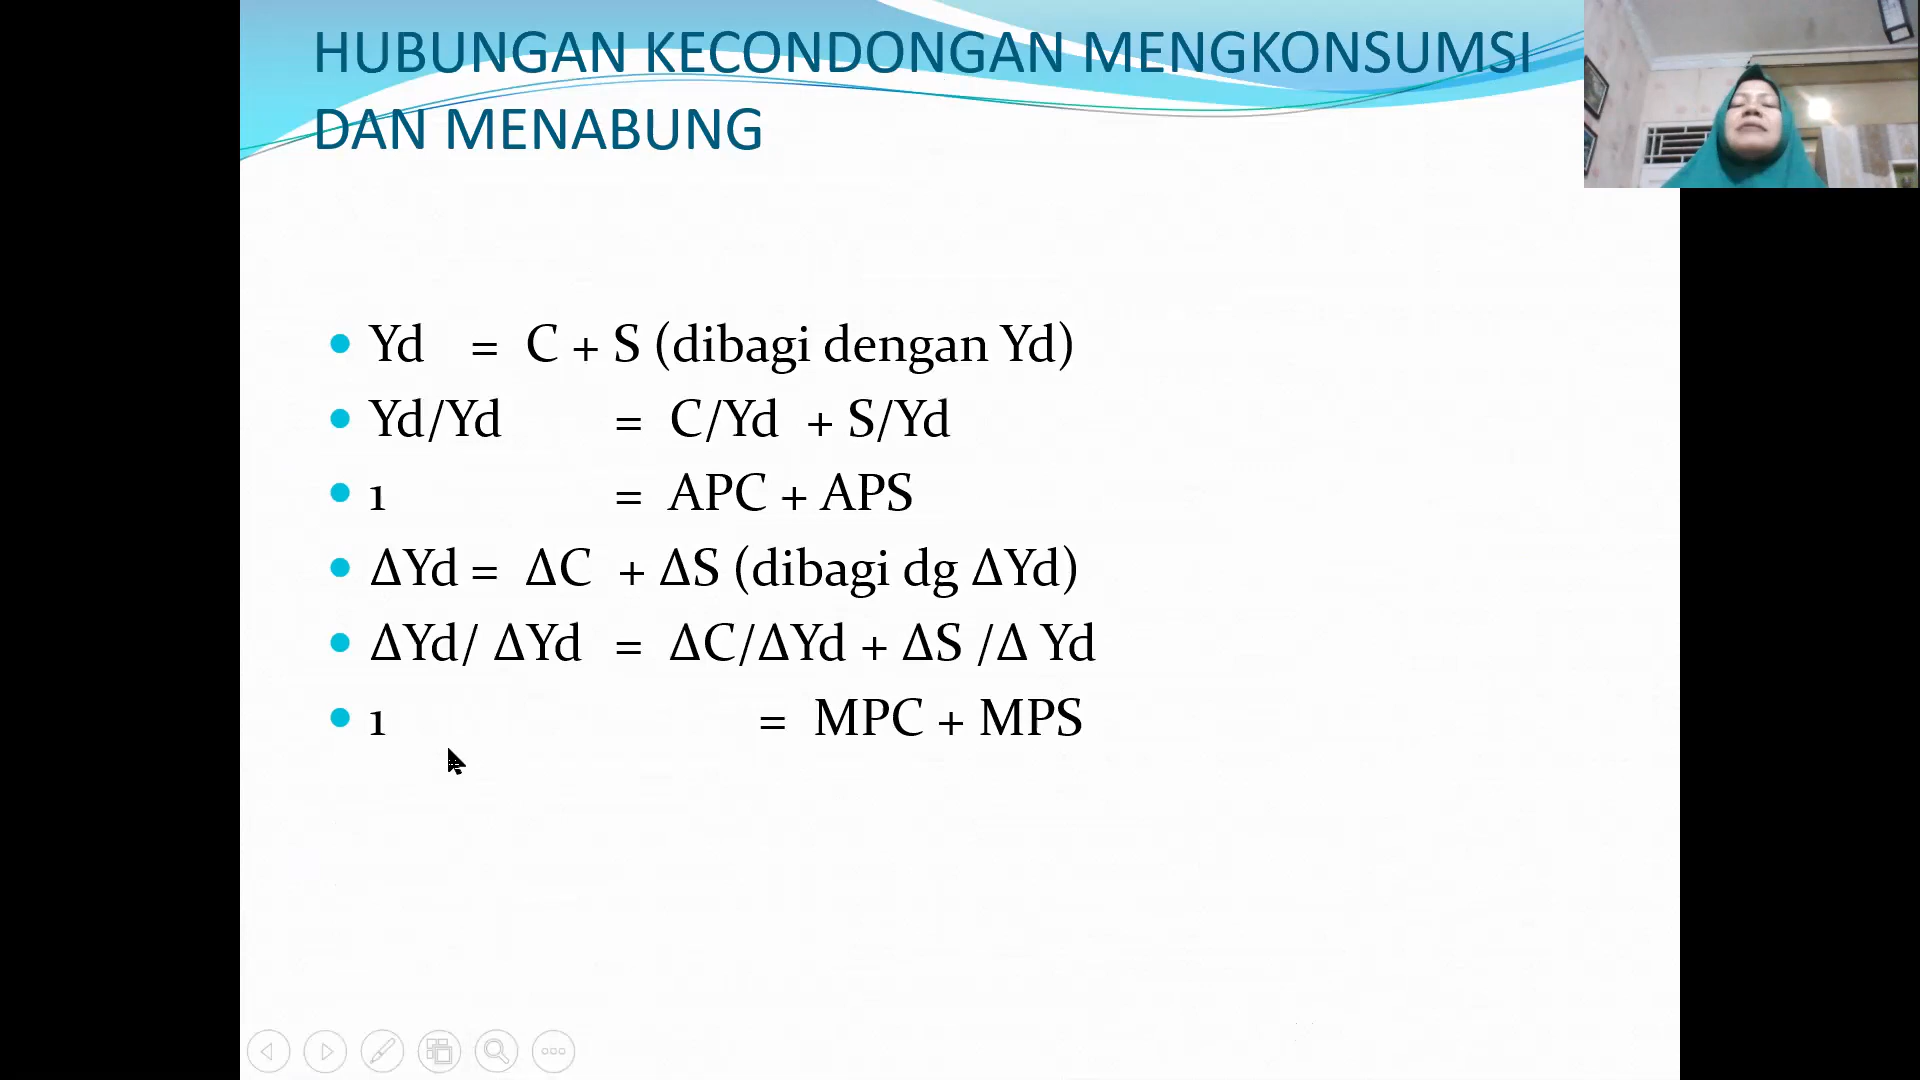 HUBUNGAN KECONDONGAN MENGKONSUMSI
DAN MENABUNG
Yd = C + S (dibagi dengan Yd)
Yd/Yd = C/Yd + S/Yd
1 = APC + APS
ΔYd = ΔC + ΔS (dibagi dg ΔYd)
ΔYd/ ΔYd = ΔC/ΔYd + ΔS /Δ Yd
1 = MPC + MPS